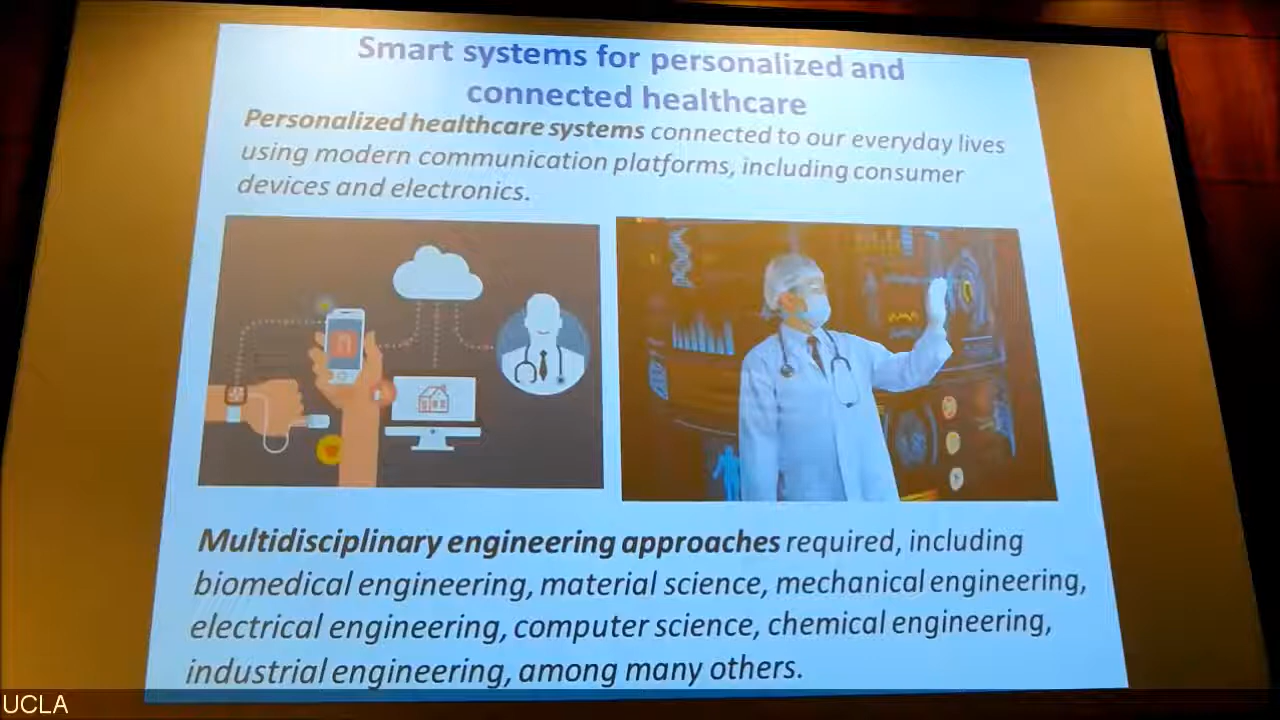 Smart systems for personalized and
connected healthcare
Personalized healthcare systems connected to our everyday lives
using modern communication platforms, including consumer
devices and electronics.
Multidisciplinary engineering approaches required, including
biomedical engineering, material science, mechanical engineering,
electrical engineering, computer science, chemical engineering,
industrial engineering, among many others.
UCLA